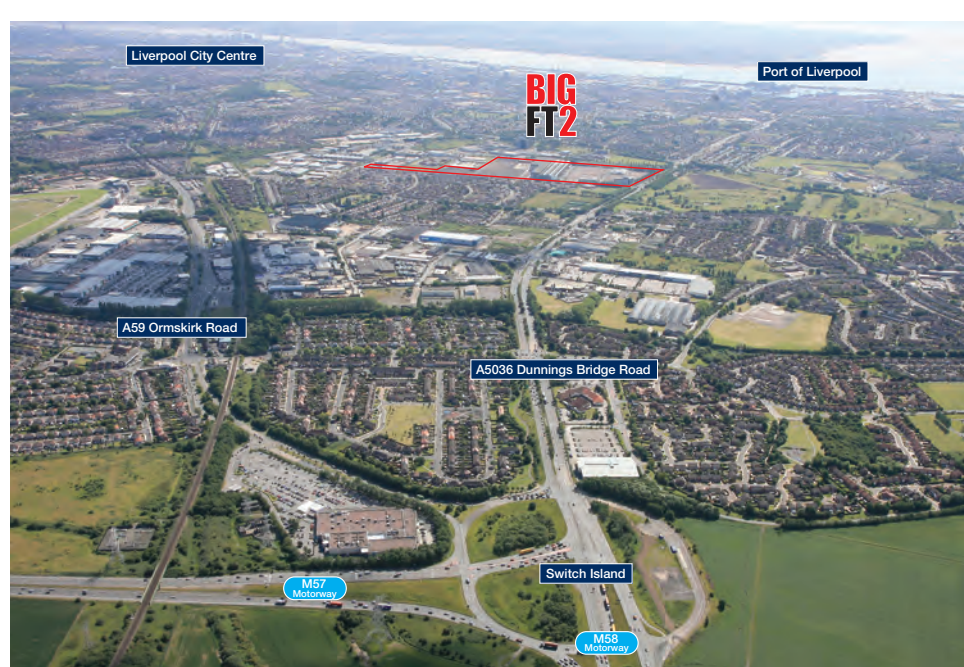 Liverpool City Centre
Port of Liverpool
BIG
FT2
A59 Ormskirk Road
A5036 Dunnings Bridge Road
Switch Island
M57
Motorway
M58
Motorway